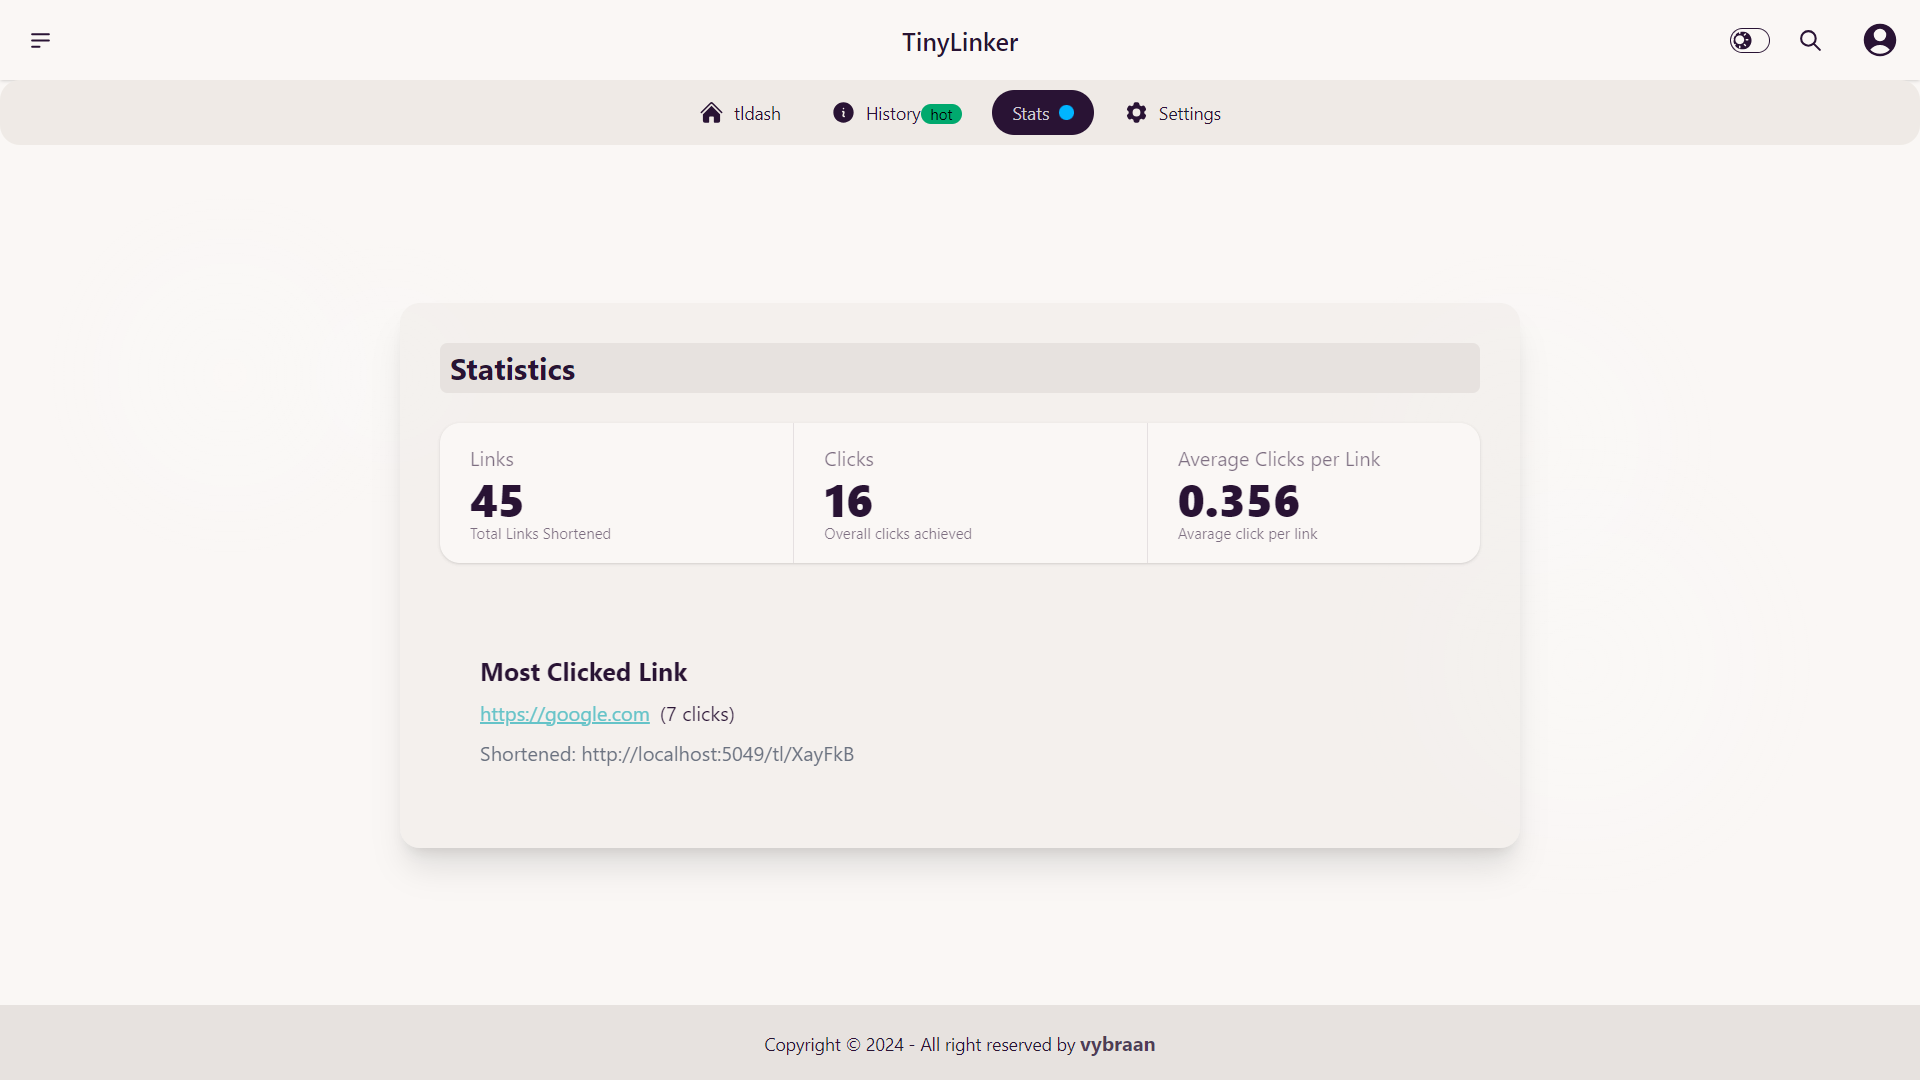 TinyLinker
tldash
History hot
Stats
Settings
Statistics
Links
45
Total Links Shortened
Clicks
16
Overall clicks achieved
Average Clicks per Link
0.356
Avarage click per link
Most Clicked Link
https://google.com (7 clicks)
Shortened: http://localhost:5049/tl/XayFkB
Copyright © 2024 - All right reserved by vybraan